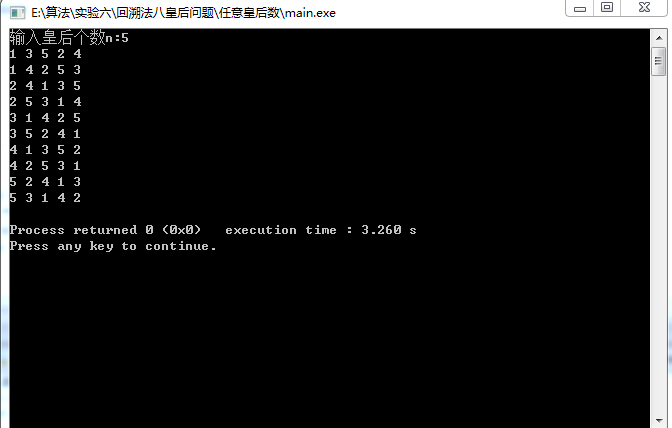 E:\算法\实验六\回溯法八皇后问题\任意皇后数\main.exe
输入皇后个数n:5
1 3 5 2 4
1 4 2 5 3
2 4 1 3 5
2 5 3 1 4
3 1 4 2 5
3 5 2 4 1
4 1 3 5 2
4 2 5 3 1
5 2 4 1 3
5 3 1 4 2
Process returned 0 (0x0)   execution time : 3.260 s
Press any key to continue.